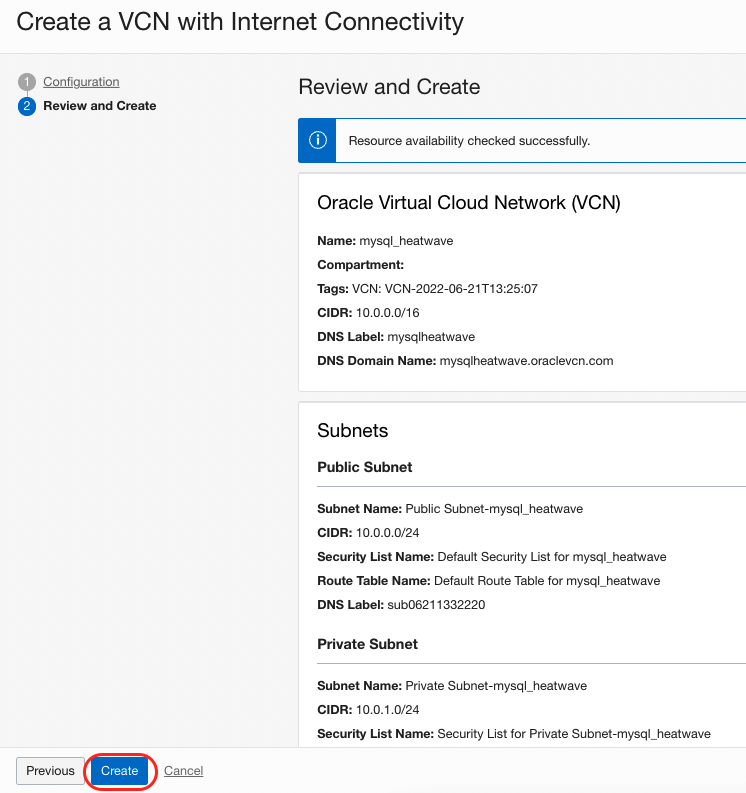 Create a VCN with Internet Connectivity
1 Configuration
2 Review and Create
Review and Create
Resource availability checked successfully.
Oracle Virtual Cloud Network (VCN)
Name: mysql_heatwave
Compartment:
Tags: VCN: VCN-2022-06-21T13:25:07
CIDR: 10.0.0.0/16
DNS Label: mysqlheatwave
DNS Domain Name: mysqlheatwave.oraclevcn.com
Subnets
Public Subnet
Subnet Name: Public Subnet-mysql_heatwave
CIDR: 10.0.0.0/24
Security List Name: Default Security List for mysql_heatwave
Route Table Name: Default Route Table for mysql_heatwave
DNS Label: sub06211332220
Private Subnet
Subnet Name: Private Subnet-mysql_heatwave
CIDR: 10.0.1.0/24
Security List Name: Security List for Private Subnet-mysql_heatwave
Previous Create Cancel